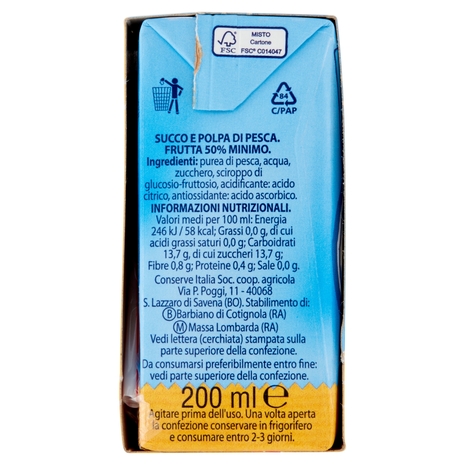 FSC
MISTO
Cartone
FSC® C014047
84
C/PAP
SUCCO E POLPA DI PESCA.
FRUTTA 50% MINIMO.
Ingredienti: purea di pesca, acqua,
zucchero, sciroppo di
glucosio-fruttosio, acidificante: acido
citrico, antiossidante: acido ascorbico.
INFORMAZIONI NUTRIZIONALI.
Valori medi per 100 ml: Energia
246 kJ / 58 kcal; Grassi 0,0 g, di cui
acidi grassi saturi 0,0 g; Carboidrati
13,7 g, di cui zuccheri 13,7 g;
Fibre 0,8 g; Proteine 0,4 g; Sale 0,0 g.
Conserve Italia Soc. coop. agricola
Via P. Poggi, 11 - 40068
S. Lazzaro di Savena (BO). Stabilimento di:
Ⓑ Barbiano di Cotignola (RA)
Ⓜ Massa Lombarda (RA)
Vedi lettera (cerchiata) stampata sulla
parte superiore della confezione.
Da consumarsi preferibilmente entro fine:
vedi parte superiore della confezione.
200 ml ℮
Agitare prima dell'uso. Una volta aperta
la confezione conservare in frigorifero
e consumare entro 2-3 giorni.